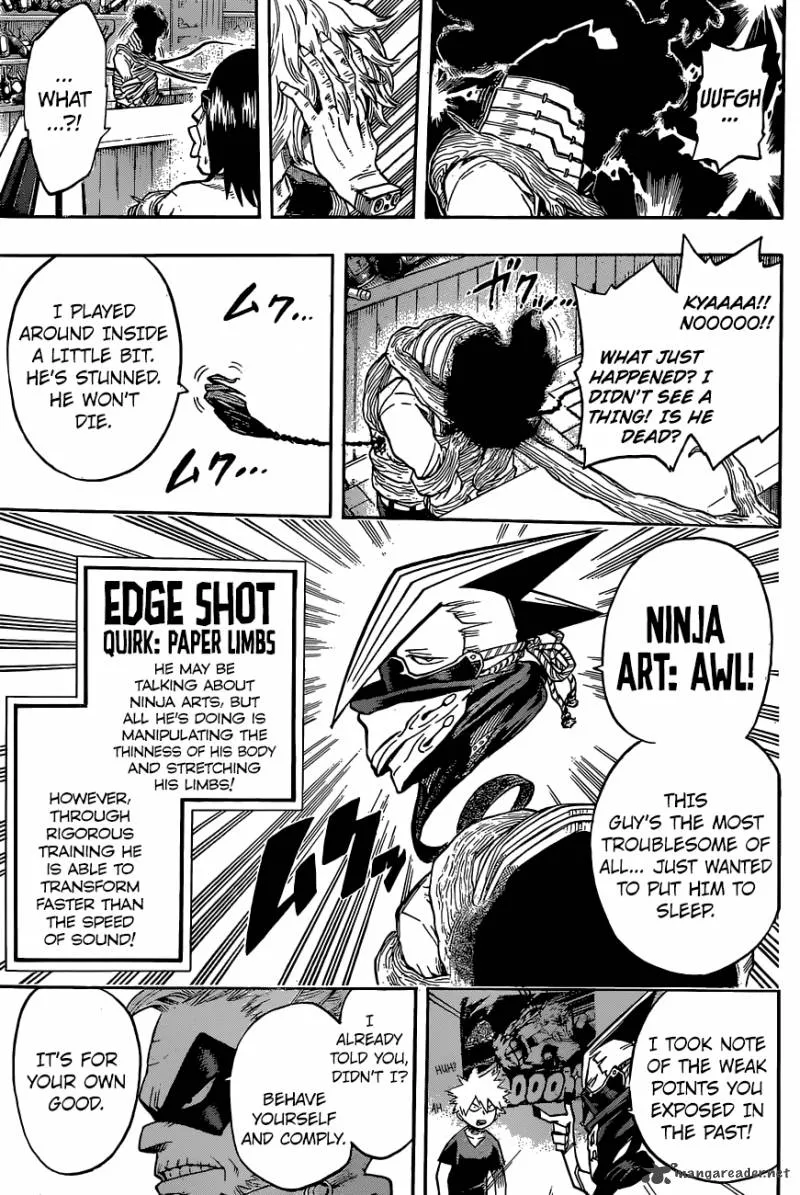 UUFGH
...
...
WHAT
...?!
KYAAAA!!
NOOOOO!!
WHAT JUST
HAPPENED? I
DIDN'T SEE A
THING! IS HE
DEAD?
ガク...
ムク...
ムク...
I PLAYED
AROUND INSIDE
A LITTLE BIT.
HE'S STUNNED.
HE WON'T
DIE.
NINJA
ART: AWL!
THIS
GUY'S THE MOST
TROUBLESOME OF
ALL... JUST WANTED
TO PUT HIM TO
SLEEP.
ムクッ
EDGE SHOT
QUIRK: PAPER LIMBS
HE MAY BE
TALKING ABOUT
NINJA ARTS, BUT
ALL HE'S DOING IS
MANIPULATING THE
THINNESS OF HIS BODY
AND STRETCHING
HIS LIMBS!
HOWEVER,
THROUGH
RIGOROUS
TRAINING HE
IS ABLE TO
TRANSFORM
FASTER THAN
THE SPEED
OF SOUND!
I TOOK NOTE
OF THE WEAK
POINTS YOU
EXPOSED IN
THE PAST!
HUH?
AH
OOO
I
ALREADY
TOLD YOU,
DIDN'T I?
BEHAVE
YOURSELF
AND COMPLY.
IT'S FOR
YOUR OWN
GOOD.
mangareader.net